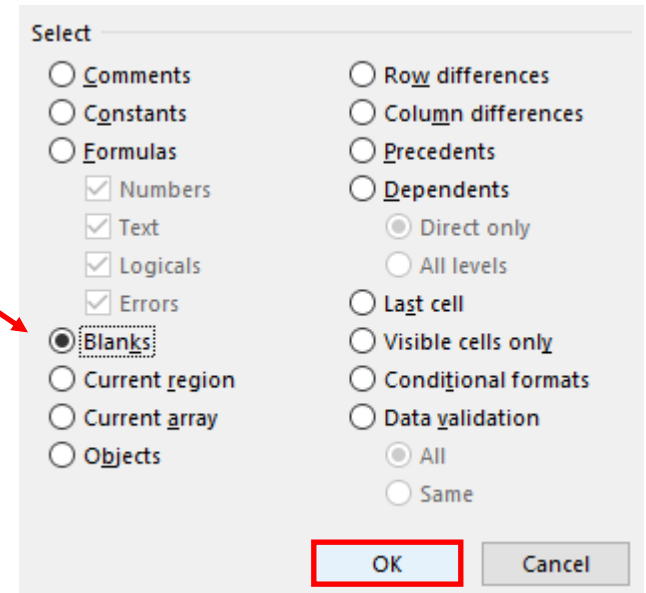 Select
Comments
Constants
Formulas
Numbers
Text
Logicals
Errors
Blanks
Current region
Current array
Objects
Row differences
Column differences
Precedents
Dependents
Direct only
All levels
Last cell
Visible cells only
Conditional formats
Data validation
All
Same
OK
Cancel